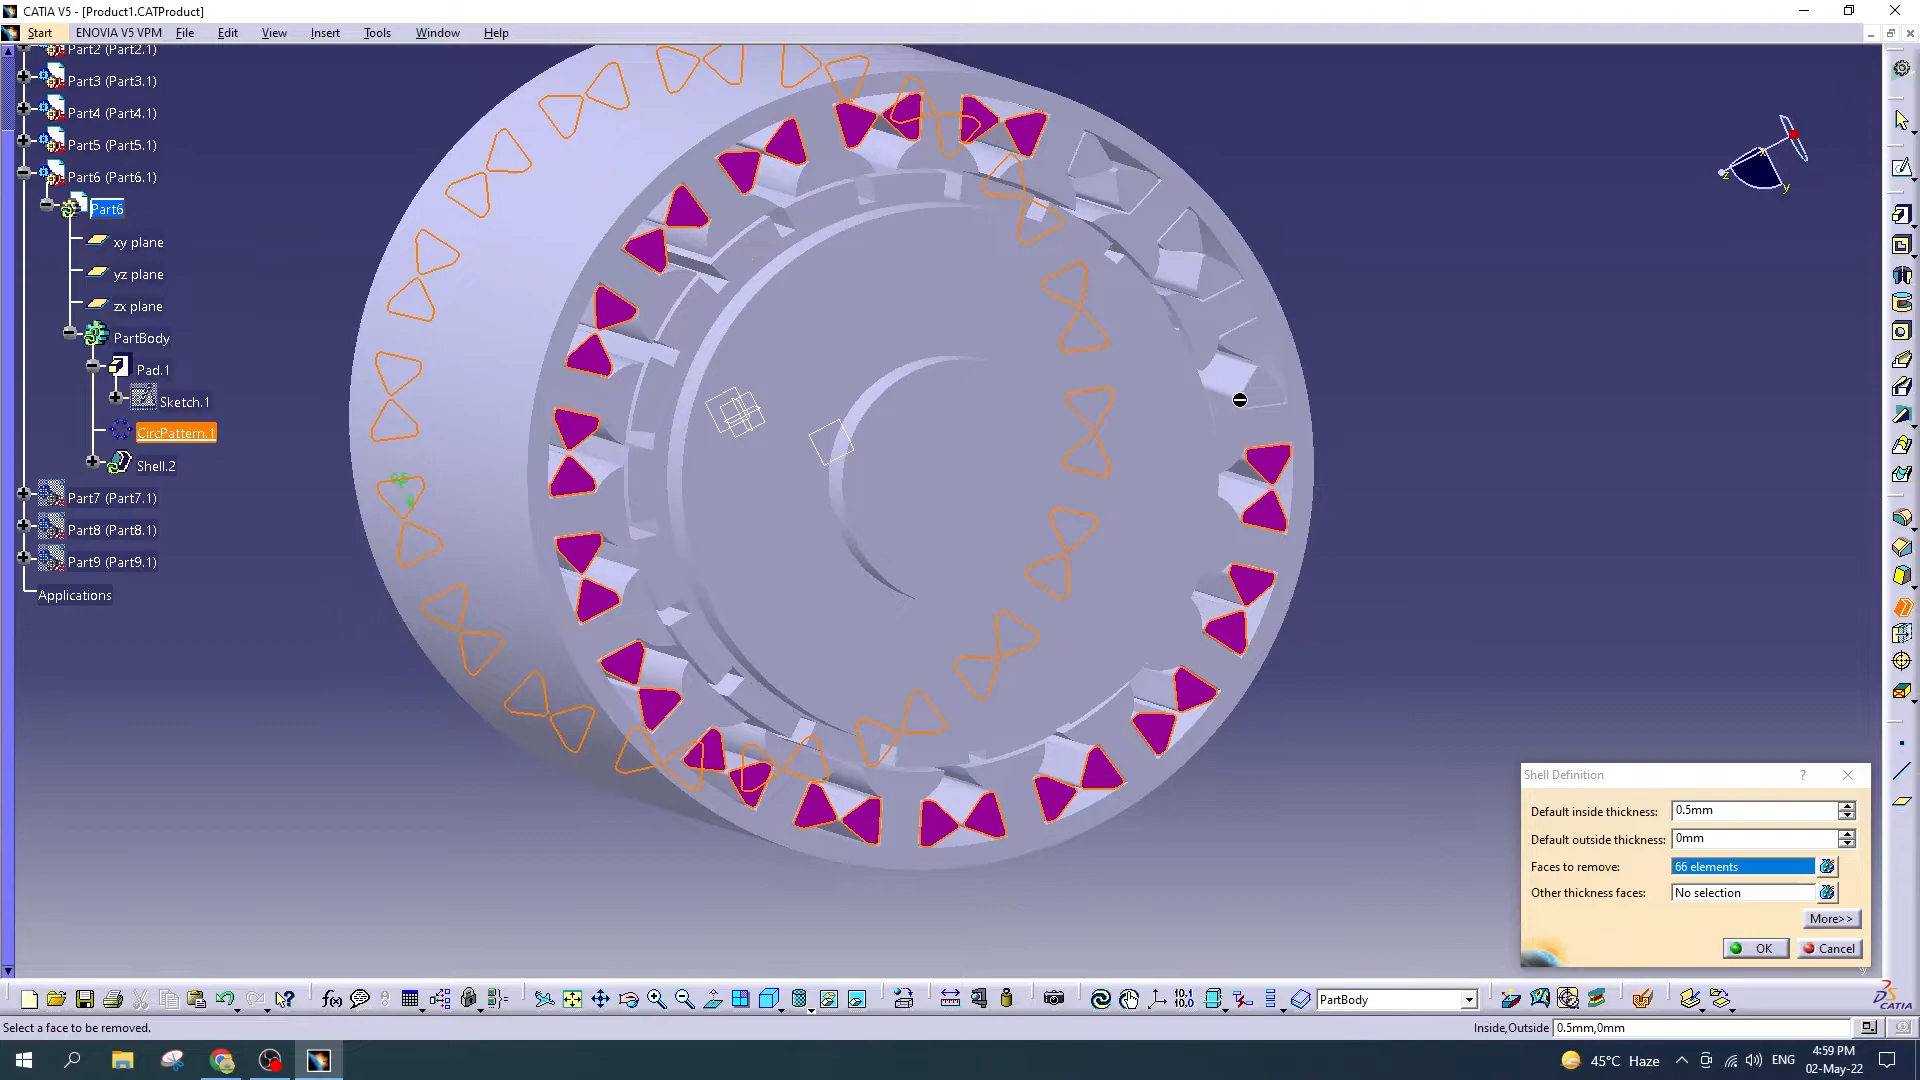 CATIA V5 - [Product1.CATProduct]
Start ENOVIA V5 VPM File Edit View Insert Tools Window Help
Part2 (Part2.1)
Part3 (Part3.1)
Part4 (Part4.1)
Part5 (Part5.1)
Part6 (Part6.1)
Part6
xy plane
yz plane
zx plane
PartBody
Pad.1
Sketch.1
CircPattern.1
Shell.2
Part7 (Part7.1)
Part8 (Part8.1)
Part9 (Part9.1)
Applications
z
x
y
Shell Definition ?
Default inside thickness: 0.5mm
Default outside thickness: 0mm
Faces to remove: 66 elements
Other thickness faces: No selection
More>>
OK Cancel
f(x)
10.1
10,0
PartBody
CATIA
Select a face to be removed.
Inside,Outside 0.5mm,0mm
45°C Haze
ENG
4:59 PM
02-May-22